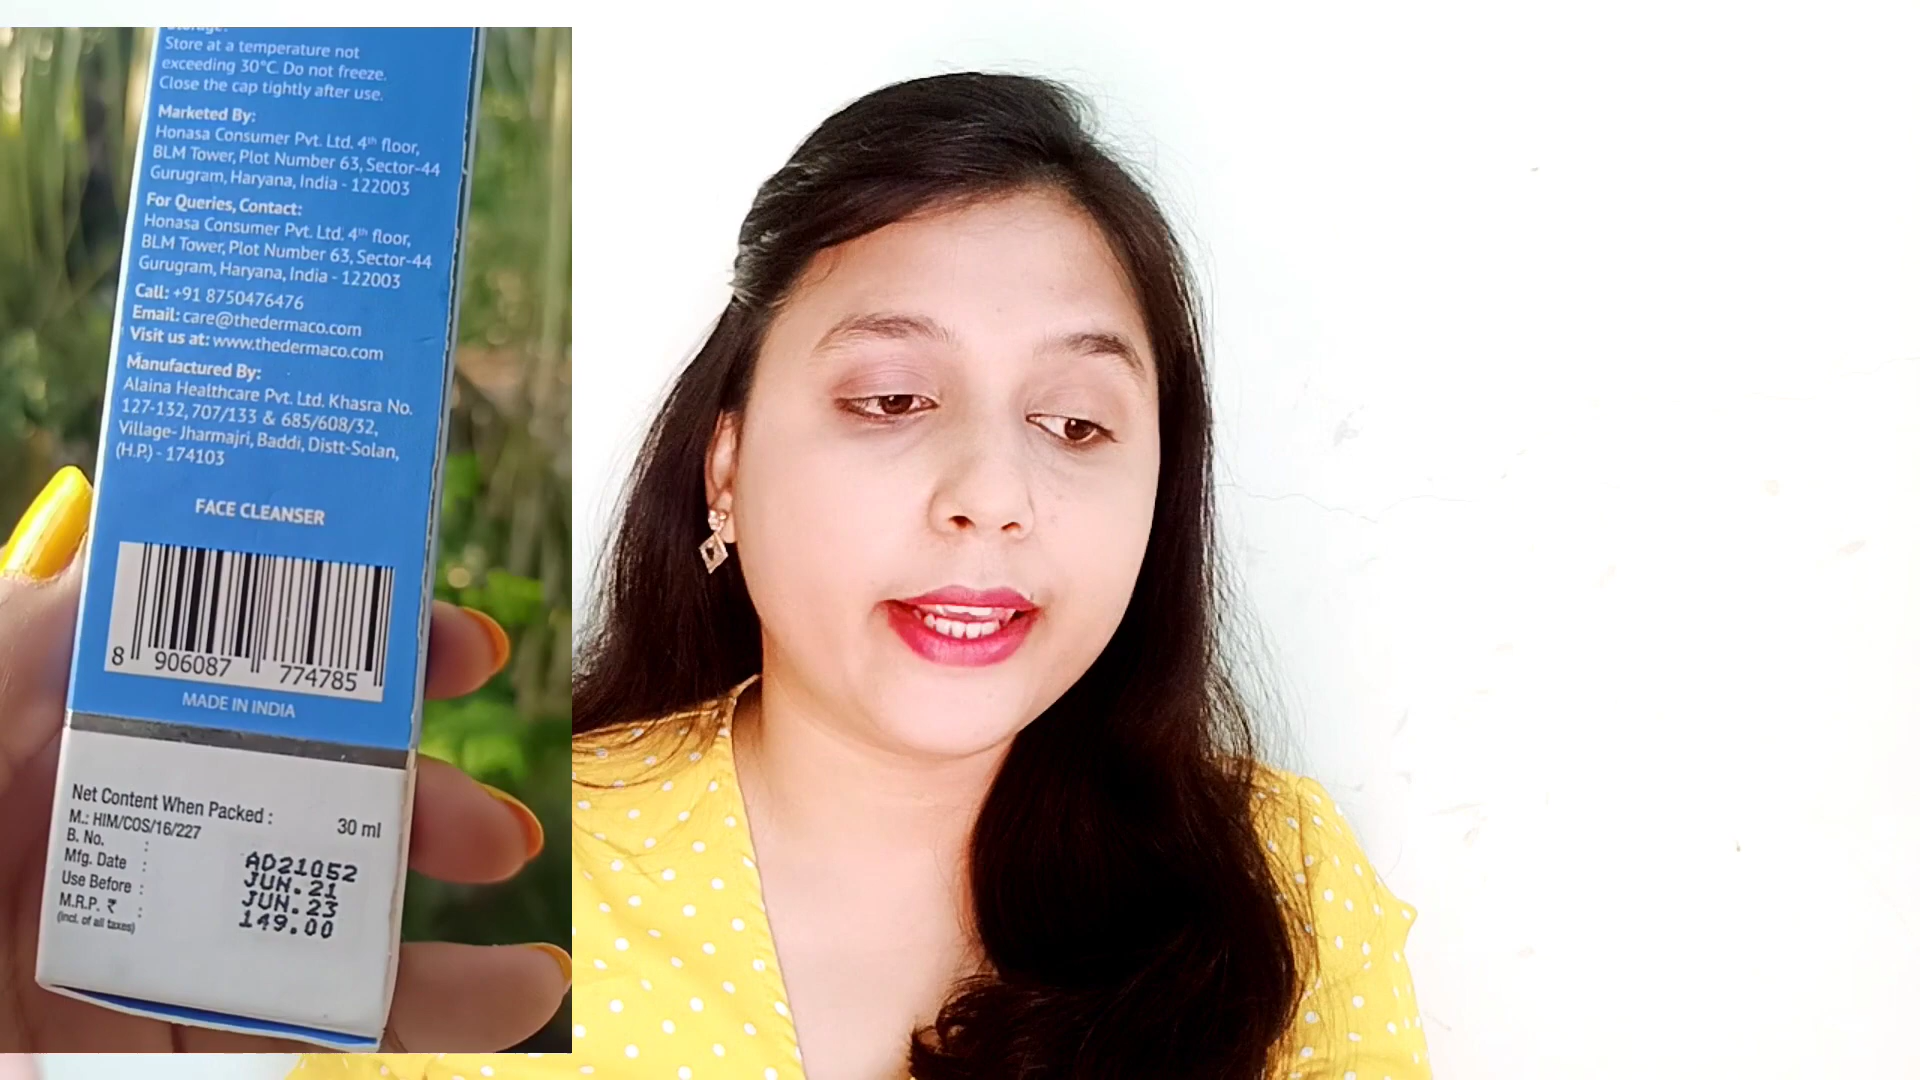 Storage:
Store at a temperature not
exceeding 30°C. Do not freeze.
Close the cap tightly after use.
Marketed By:
Honasa Consumer Pvt. Ltd. 4th floor,
BLM Tower, Plot Number 63, Sector-44
Gurugram, Haryana, India - 122003
For Queries, Contact:
Honasa Consumer Pvt. Ltd. 4th floor,
BLM Tower, Plot Number 63, Sector-44
Gurugram, Haryana, India - 122003
Call: +91 8750476476
Email: care@thedermaco.com
Visit us at: www.thedermaco.com
Manufactured By:
Alaina Healthcare Pvt. Ltd. Khasra No.
127-132, 707/133 & 685/608/32,
Village- Jharmajri, Baddi, Distt-Solan,
(H.P.) - 174103
FACE CLEANSER
8 906087 774785
MADE IN INDIA
Net Content When Packed : 30 ml
M.: HIM/COS/16/227
B. No. : AD21052
Mfg. Date : JUN.21
Use Before : JUN.23
M.R.P. ₹ : 149.00
(incl. of all taxes)